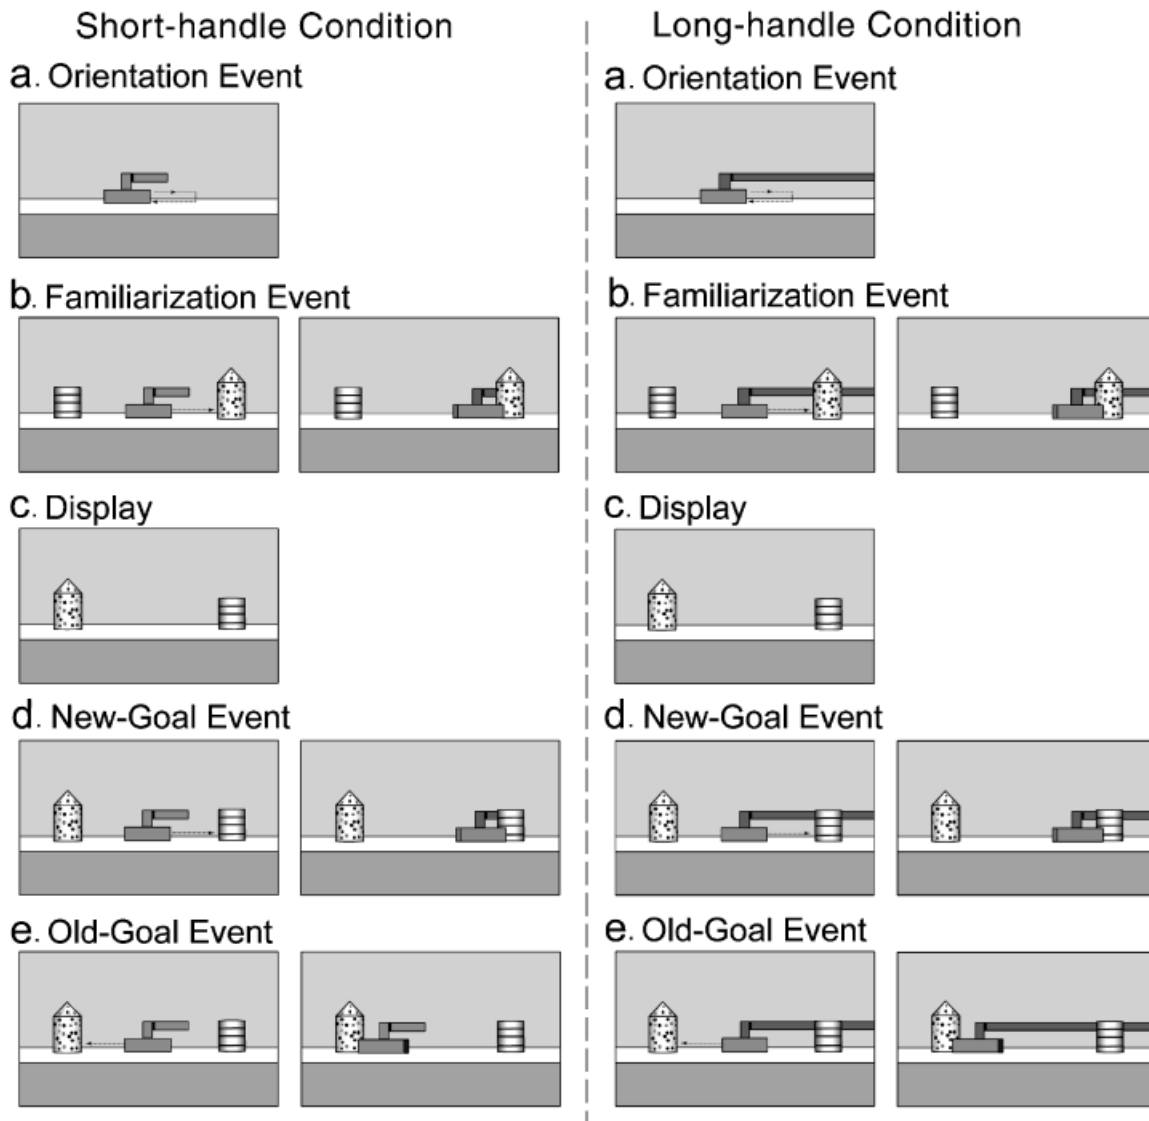 Short-handle Condition
a. Orientation Event
b. Familiarization Event
c. Display
d. New-Goal Event
e. Old-Goal Event
Long-handle Condition
a. Orientation Event
b. Familiarization Event
c. Display
d. New-Goal Event
e. Old-Goal Event